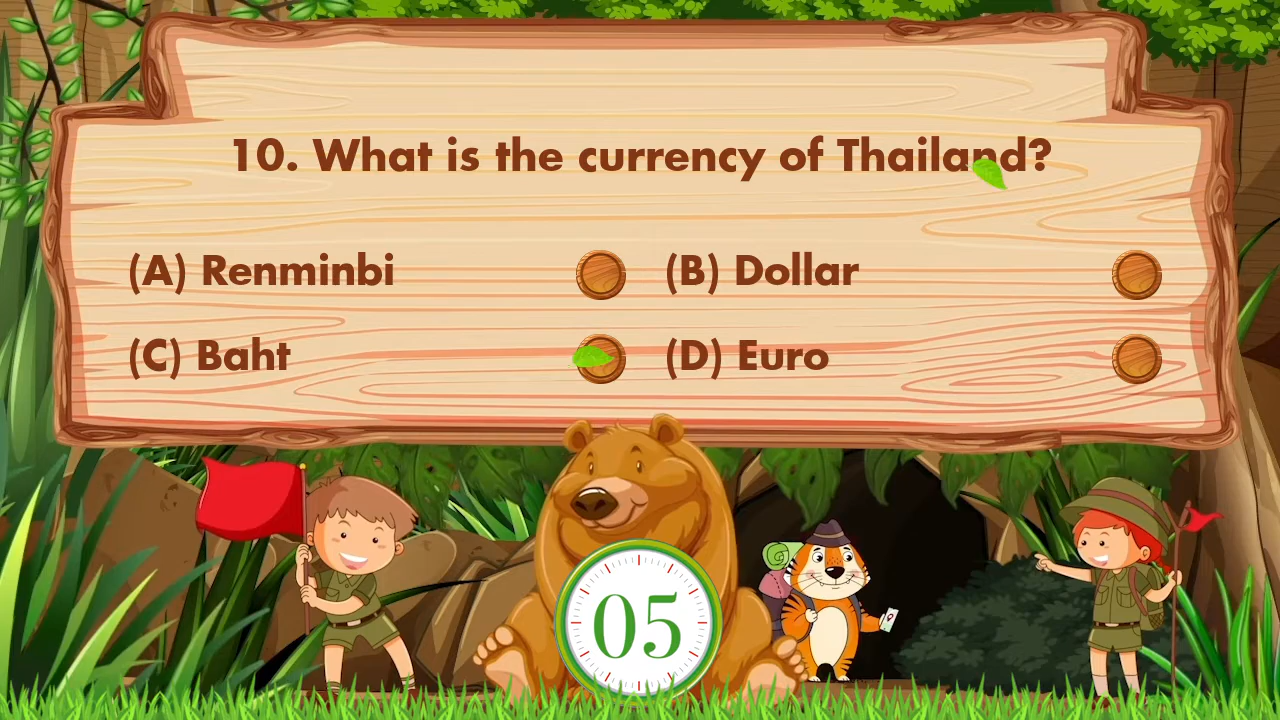 10. What is the currency of Thailand?
(A) Renminbi (B) Dollar
(C) Baht (D) Euro
05